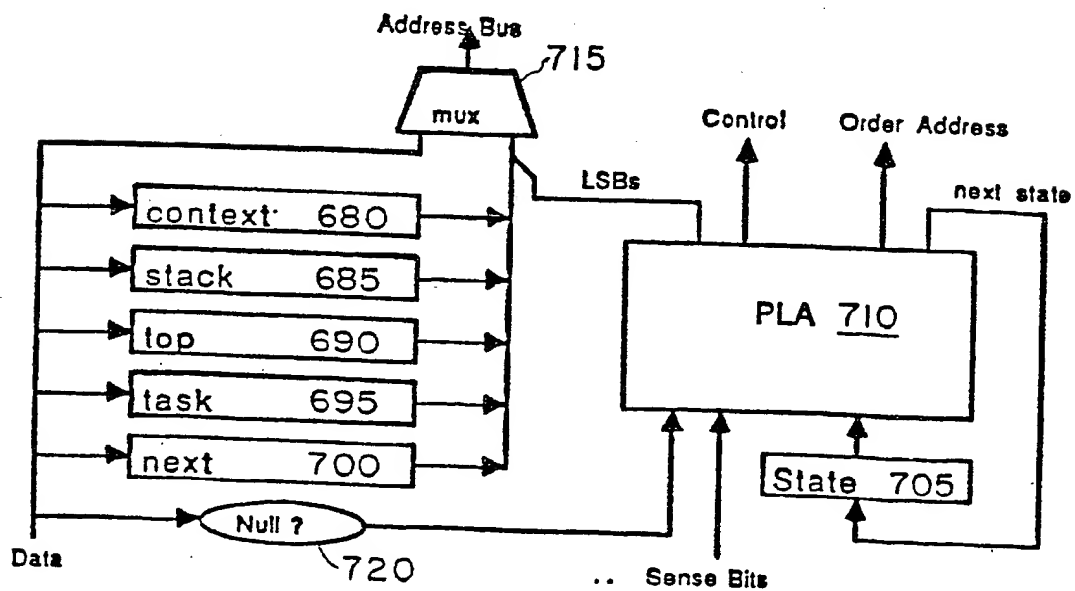 Address Bus
715
mux
Control
Order Address
LSBs
next state
context 680
stack 685
top 690
task 695
next 700
PLA 710
State 705
Null ?
720
Data
Sense Bits